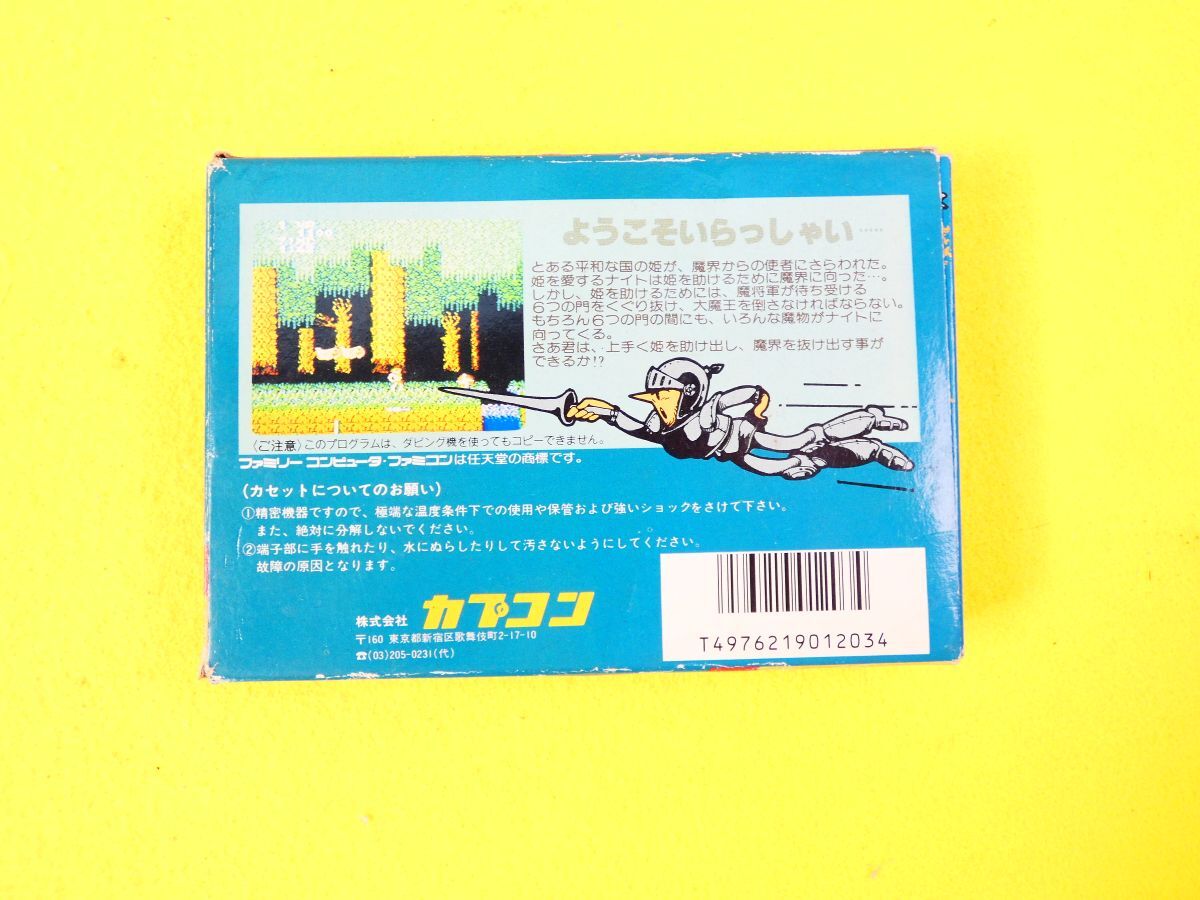 ようこそいらっしゃい……
とある平和な国の姫が、魔界からの使者にさらわれた。
姫を愛するナイトは姫を助けるために魔界に向った…。
しかし、姫を助けるためには、魔将軍が待ち受ける
6つの門をくぐり抜け、大魔王を倒さなければならない。
もちろん6つの門の間にも、いろんな魔物がナイトに
向ってくる。
さあ君は、上手く姫を助け出し、魔界を抜け出す事が
できるか!?
〈ご注意〉このプログラムは、ダビング機を使ってもコピーできません。
ファミリーコンピュータ・ファミコンは任天堂の商標です。
(カセットについてのお願い)
①精密機器ですので、極端な温度条件下での使用や保管および強いショックをさけて下さい。
また、絶対に分解しないでください。
②端子部に手を触れたり、水にぬらしたりして汚さないようにしてください。
故障の原因となります。
株式会社 カプコン
〒160 東京都新宿区歌舞伎町2-17-10
☎(03)205-0231(代)
T4976219012034